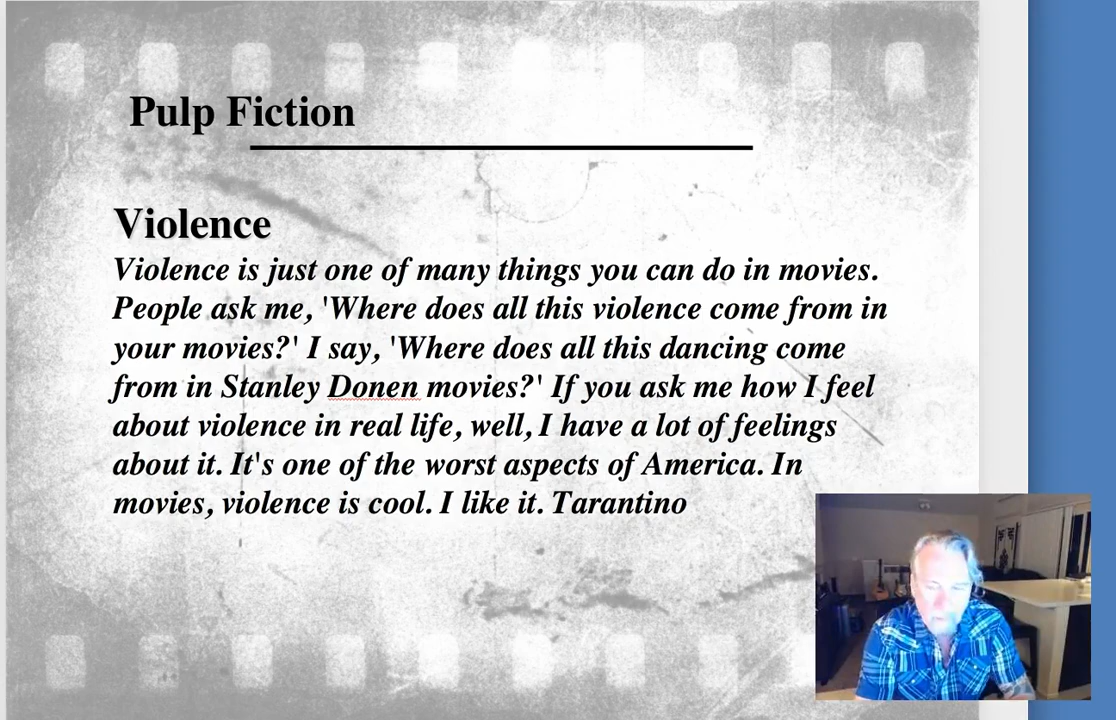 Pulp Fiction
Violence
Violence is just one of many things you can do in movies.
People ask me, 'Where does all this violence come from in
your movies?' I say, 'Where does all this dancing come
from in Stanley Donen movies?' If you ask me how I feel
about violence in real life, well, I have a lot of feelings
about it. It's one of the worst aspects of America. In
movies, violence is cool. I like it. Tarantino